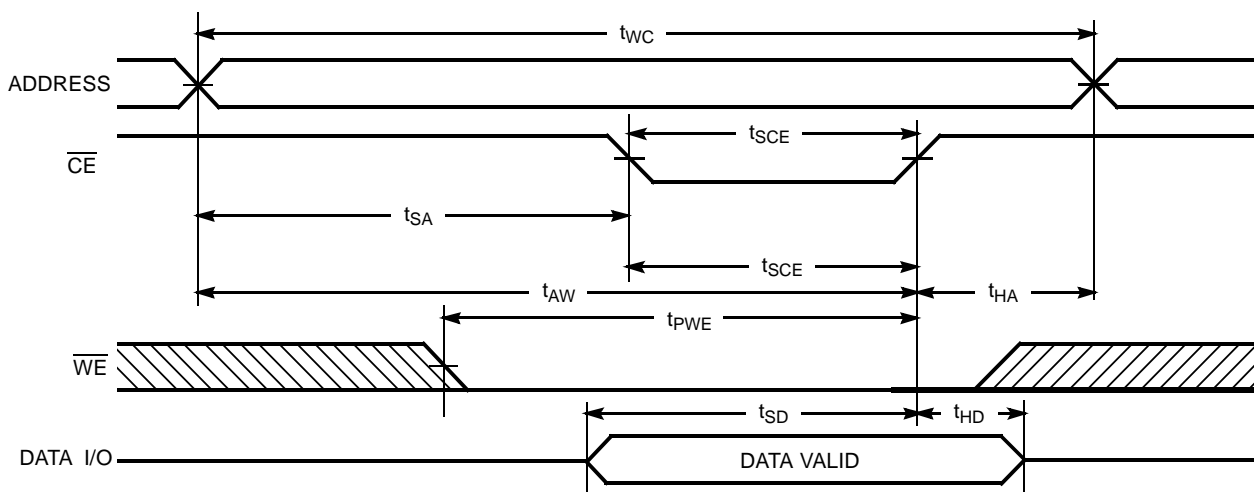 tWC
ADDRESS
tSCE
CE
tSA
tSCE
tAW
tHA
tPWE
WE
tSD
tHD
DATA I/O
DATA VALID